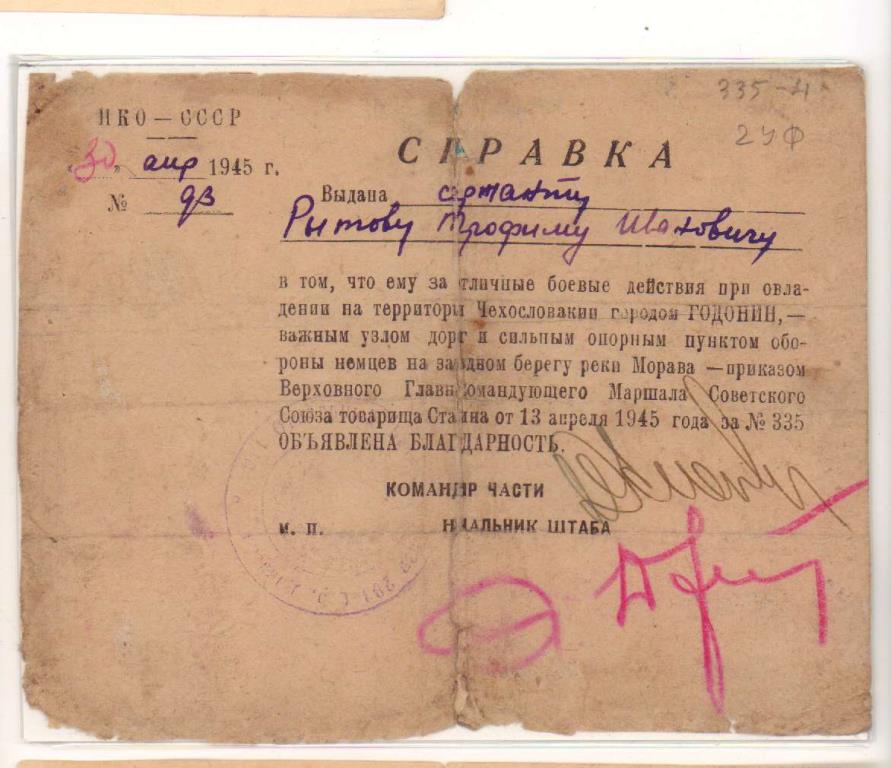 335-4
2УФ
НКО — СССР
„30„ апр 1945 г.
№ 93
СПРАВКА
Выдана сержанту
Рытову Трофиму Ивановичу
в том, что ему за отличные боевые действия при овла-
дении на территоры Чехословакии городом ГОДОНИН,—
важным узлом дорг и сильным опорным пунктом обо-
роны немцев на западном берегу реки Морава —приказом
Верховного Главнокомандующего Маршала Советского
Союза товарища Сталина от 13 апреля 1945 года за № 335
ОБЪЯВЛЕНА БЛАГОДАРНОСТЬ.
КОМАНДИР ЧАСТИ
м. п. НАЧАЛЬНИК ШТАБА